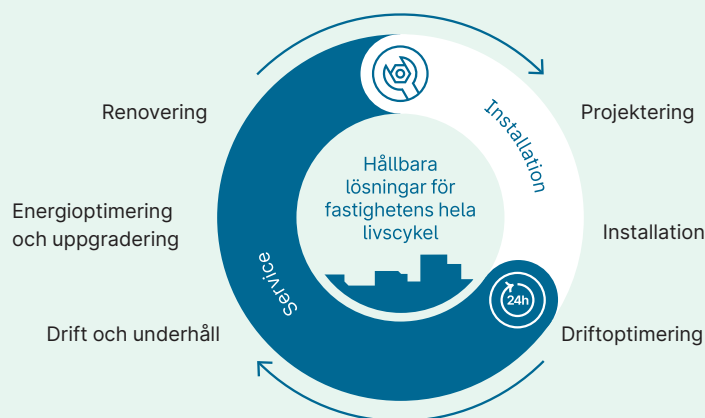 Renovering
Projektering
Installation
Hållbara
lösningar för
fastighetens hela
livscykel
Energioptimering
och uppgradering
Installation
Service
24h
Drift och underhåll
Driftoptimering